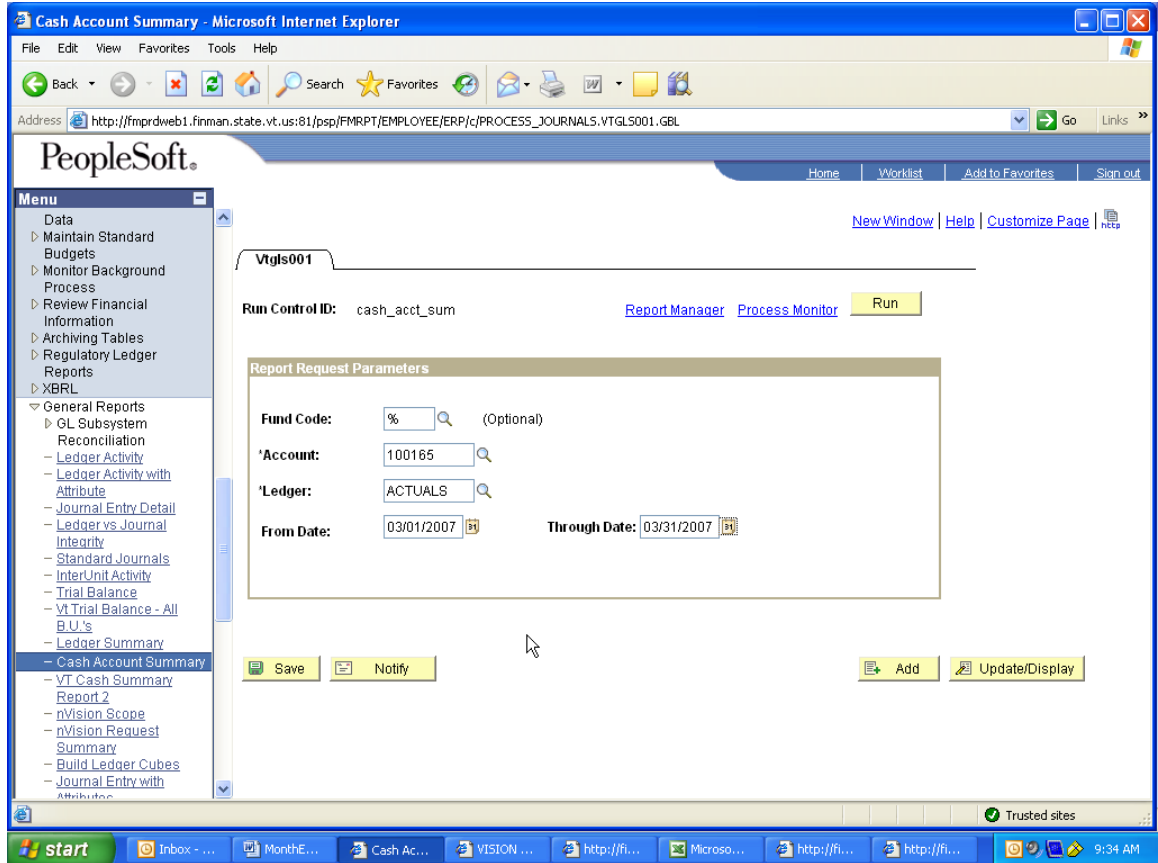 Cash Account Summary - Microsoft Internet Explorer
File Edit View Favorites Tools Help
Back Search Favorites
Address http://fmprdweb1.finman.state.vt.us:81/psp/FMRPT/EMPLOYEE/ERP/c/PROCESS_JOURNALS.VTGLS001.GBL Go Links »
PeopleSoft.
Home Worklist Add to Favorites Sign out
Menu
Data
Maintain Standard
Budgets
Monitor Background
Process
Review Financial
Information
Archiving Tables
Regulatory Ledger
Reports
XBRL
General Reports
GL Subsystem
Reconciliation
Ledger Activity
Ledger Activity with
Attribute
Journal Entry Detail
Ledger vs Journal
Integrity
Standard Journals
InterUnit Activity
Trial Balance
Vt Trial Balance - All
B.U.'s
Ledger Summary
Cash Account Summary
VT Cash Summary
Report 2
nVision Scope
nVision Request
Summary
Build Ledger Cubes
Journal Entry with
Attributes
New Window | Help | Customize Page | http
Vtgls001
Run Control ID: cash_acct_sum Report Manager Process Monitor Run
Report Request Parameters
Fund Code: % (Optional)
*Account: 100165
*Ledger: ACTUALS
From Date: 03/01/2007 31 Through Date: 03/31/2007 31
Save Notify Add Update/Display
Trusted sites
start Inbox - ... MonthE... Cash Ac... VISION ... http://fi... Microso... http://fi... http://fi... 9:34 AM